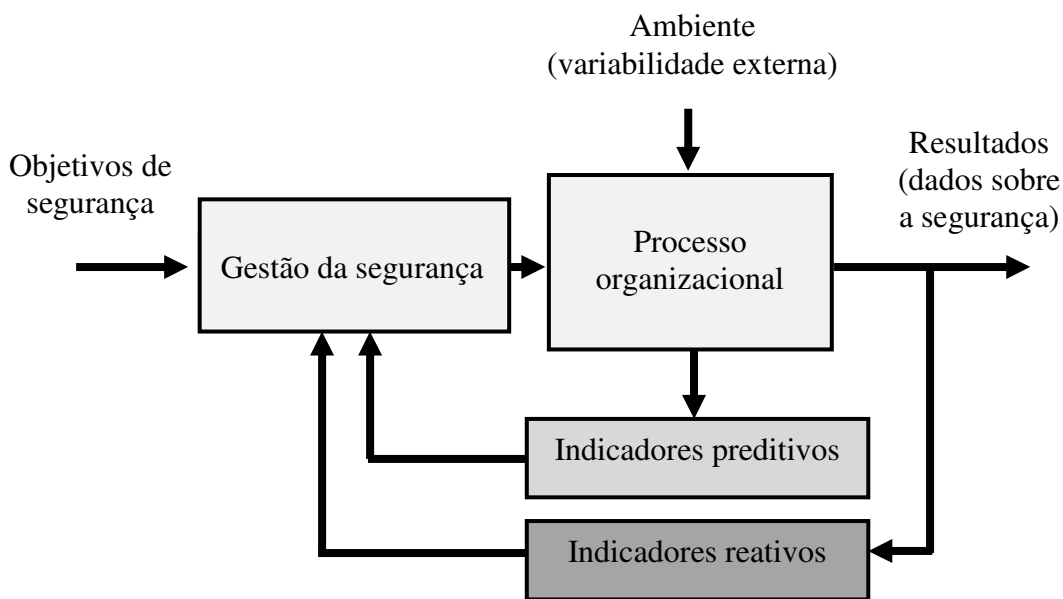 Ambiente
(variabilidade externa)
Objetivos de
segurança
Gestão da segurança
Processo
organizacional
Resultados
(dados sobre
a segurança)
Indicadores preditivos
Indicadores reativos